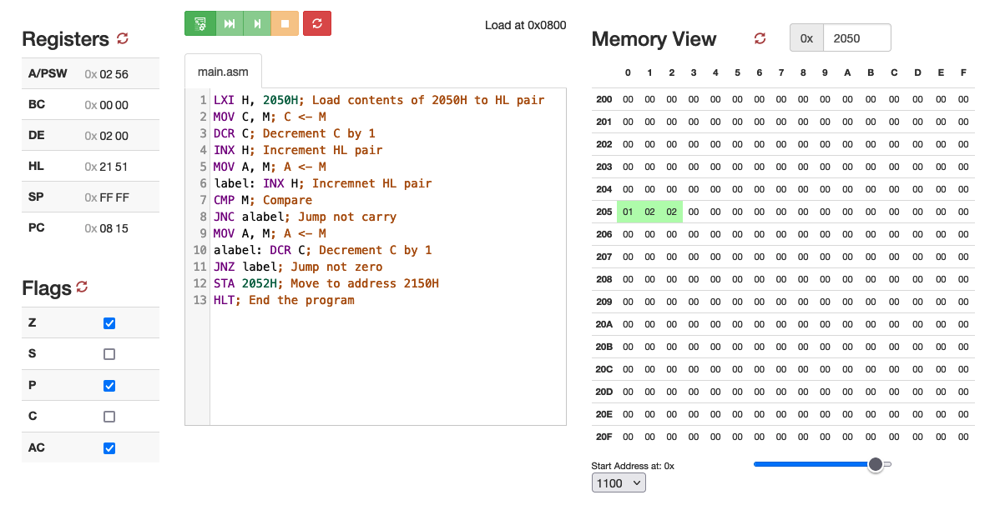 Registers
A/PSW 0x 02 56
BC 0x 00 00
DE 0x 02 00
HL 0x 21 51
SP 0x FF FF
PC 0x 08 15
Flags
Z
S
P
C
AC
Load at 0x0800
main.asm
1 LXI H, 2050H; Load contents of 2050H to HL pair
2 MOV C, M; C <- M
3 DCR C; Decrement C by 1
4 INX H; Increment HL pair
5 MOV A, M; A <- M
6 label: INX H; Incremnet HL pair
7 CMP M; Compare
8 JNC alabel; Jump not carry
9 MOV A, M; A <- M
10 alabel: DCR C; Decrement C by 1
11 JNZ label; Jump not zero
12 STA 2052H; Move to address 2150H
13 HLT; End the program
Memory View 0x 2050
0 1 2 3 4 5 6 7 8 9 A B C D E F
200 00 00 00 00 00 00 00 00 00 00 00 00 00 00 00 00
201 00 00 00 00 00 00 00 00 00 00 00 00 00 00 00 00
202 00 00 00 00 00 00 00 00 00 00 00 00 00 00 00 00
203 00 00 00 00 00 00 00 00 00 00 00 00 00 00 00 00
204 00 00 00 00 00 00 00 00 00 00 00 00 00 00 00 00
205 01 02 02 00 00 00 00 00 00 00 00 00 00 00 00 00
206 00 00 00 00 00 00 00 00 00 00 00 00 00 00 00 00
207 00 00 00 00 00 00 00 00 00 00 00 00 00 00 00 00
208 00 00 00 00 00 00 00 00 00 00 00 00 00 00 00 00
209 00 00 00 00 00 00 00 00 00 00 00 00 00 00 00 00
20A 00 00 00 00 00 00 00 00 00 00 00 00 00 00 00 00
20B 00 00 00 00 00 00 00 00 00 00 00 00 00 00 00 00
20C 00 00 00 00 00 00 00 00 00 00 00 00 00 00 00 00
20D 00 00 00 00 00 00 00 00 00 00 00 00 00 00 00 00
20E 00 00 00 00 00 00 00 00 00 00 00 00 00 00 00 00
20F 00 00 00 00 00 00 00 00 00 00 00 00 00 00 00 00
Start Address at: 0x
1100